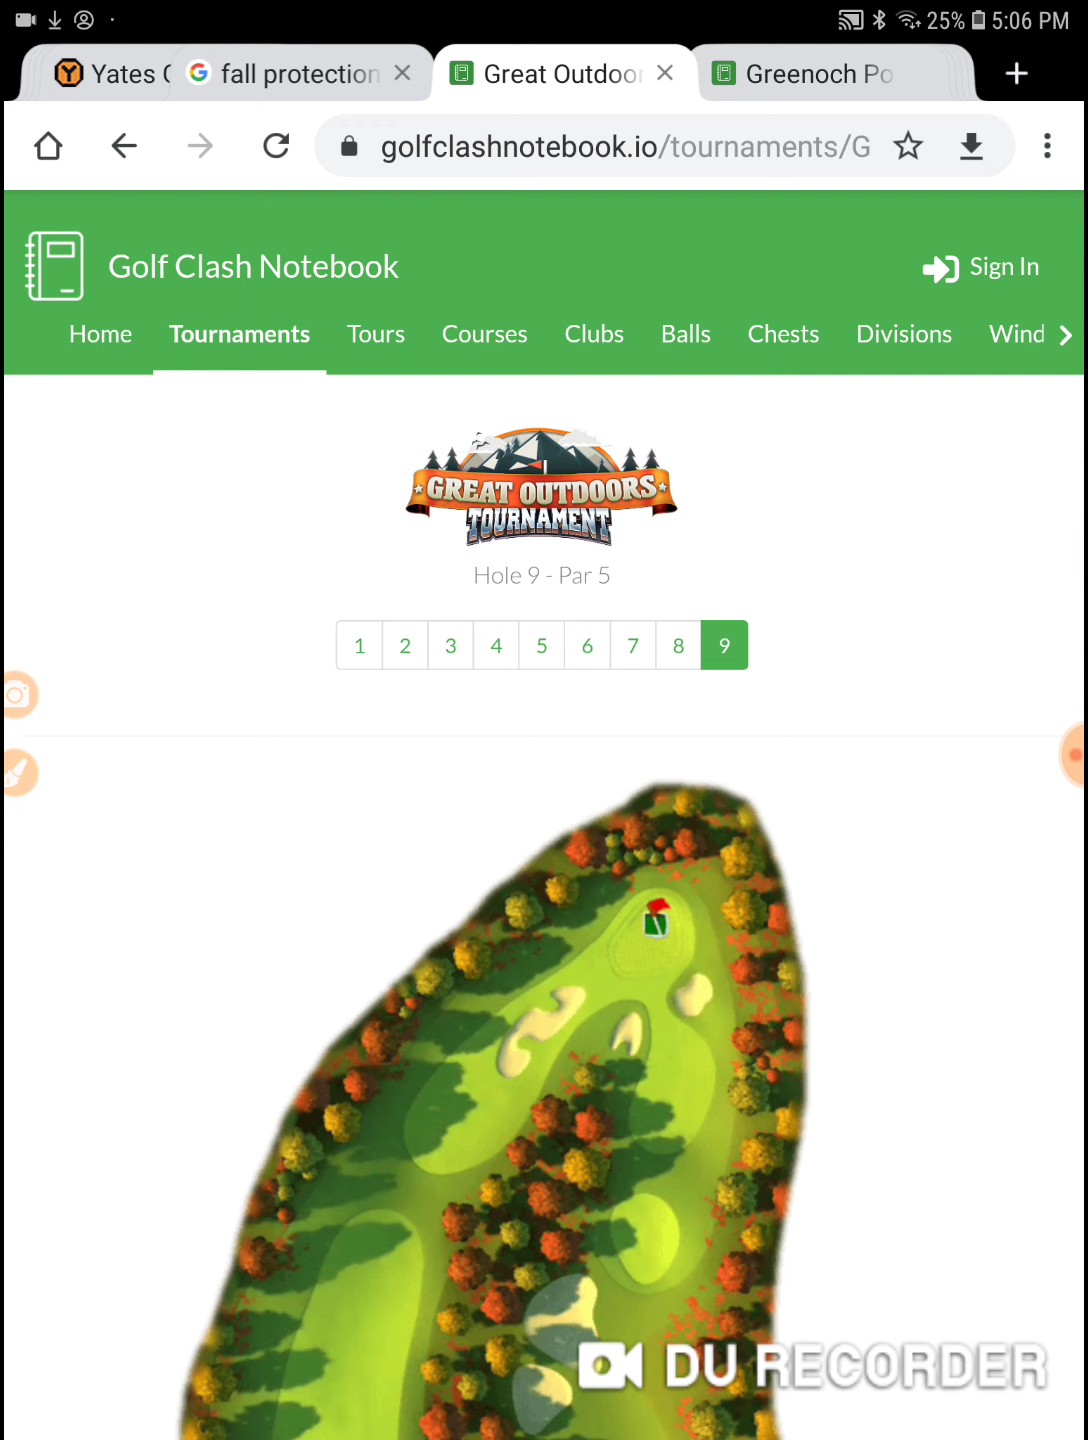 25% 5:06 PM
Yates
fall protection
Great Outdoor
Greenoch Po
golfclashnotebook.io/tournaments/G
Golf Clash Notebook
Sign In
Home Tournaments Tours Courses Clubs Balls Chests Divisions Wind
GREAT OUTDOORS
TOURNAMENT
Hole 9 - Par 5
1 2 3 4 5 6 7 8 9
DU RECORDER